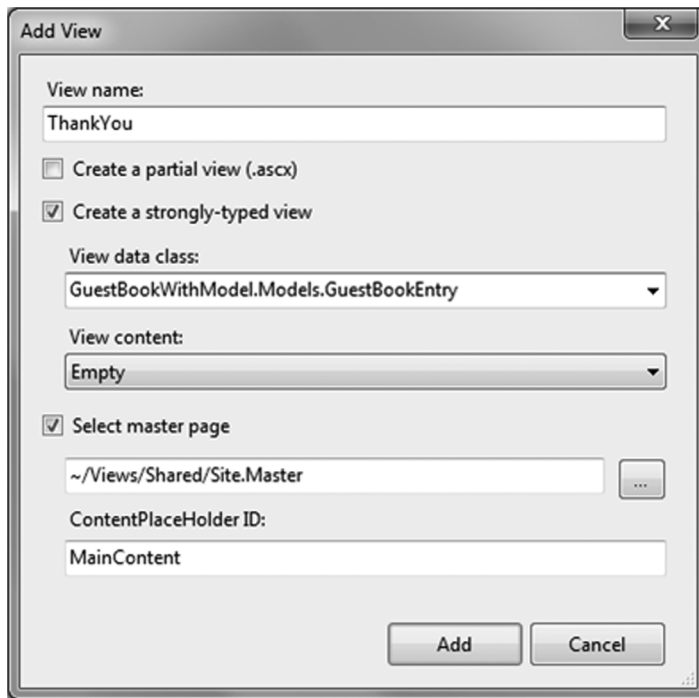 Add View
View name:
ThankYou
Create a partial view (.ascx)
Create a strongly-typed view
View data class:
GuestBookWithModel.Models.GuestBookEntry
View content:
Empty
Select master page
~/Views/Shared/Site.Master
...
ContentPlaceHolder ID:
MainContent
Add
Cancel